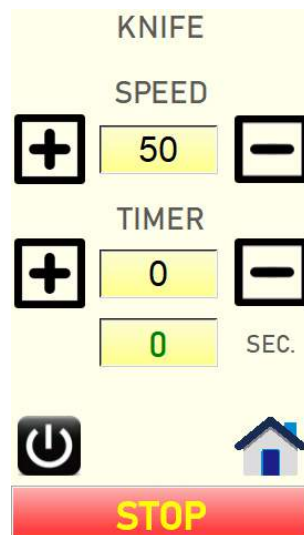 KNIFE
SPEED
50
TIMER
0
0 SEC.
STOP